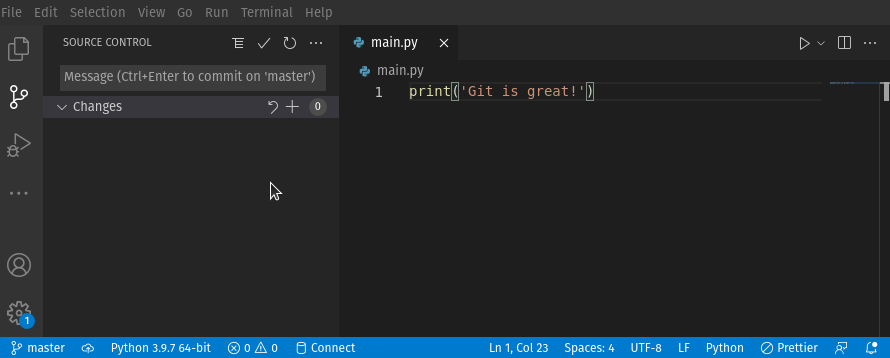 File Edit Selection View Go Run Terminal Help
SOURCE CONTROL
main.py
Message (Ctrl+Enter to commit on 'master')
main.py
Changes 0
1 print('Git is great!')
1
master Python 3.9.7 64-bit 0 0 Connect Ln 1, Col 23 Spaces: 4 UTF-8 LF Python Prettier